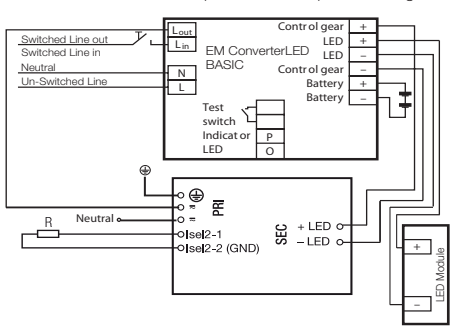 Switched Line out
Switched Line in
Neutral
Un-Switched Line
Lout
Lin
N
L
EM ConverterLED
BASIC
Control gear +
LED +
LED –
Control gear –
Battery +
Battery –
Test
switch
Indicator
LED
P
O
PRI
=
=
Neutral
R
Isel2-1
Isel2-2 (GND)
SEC
+ LED
– LED
+
–
LED Module